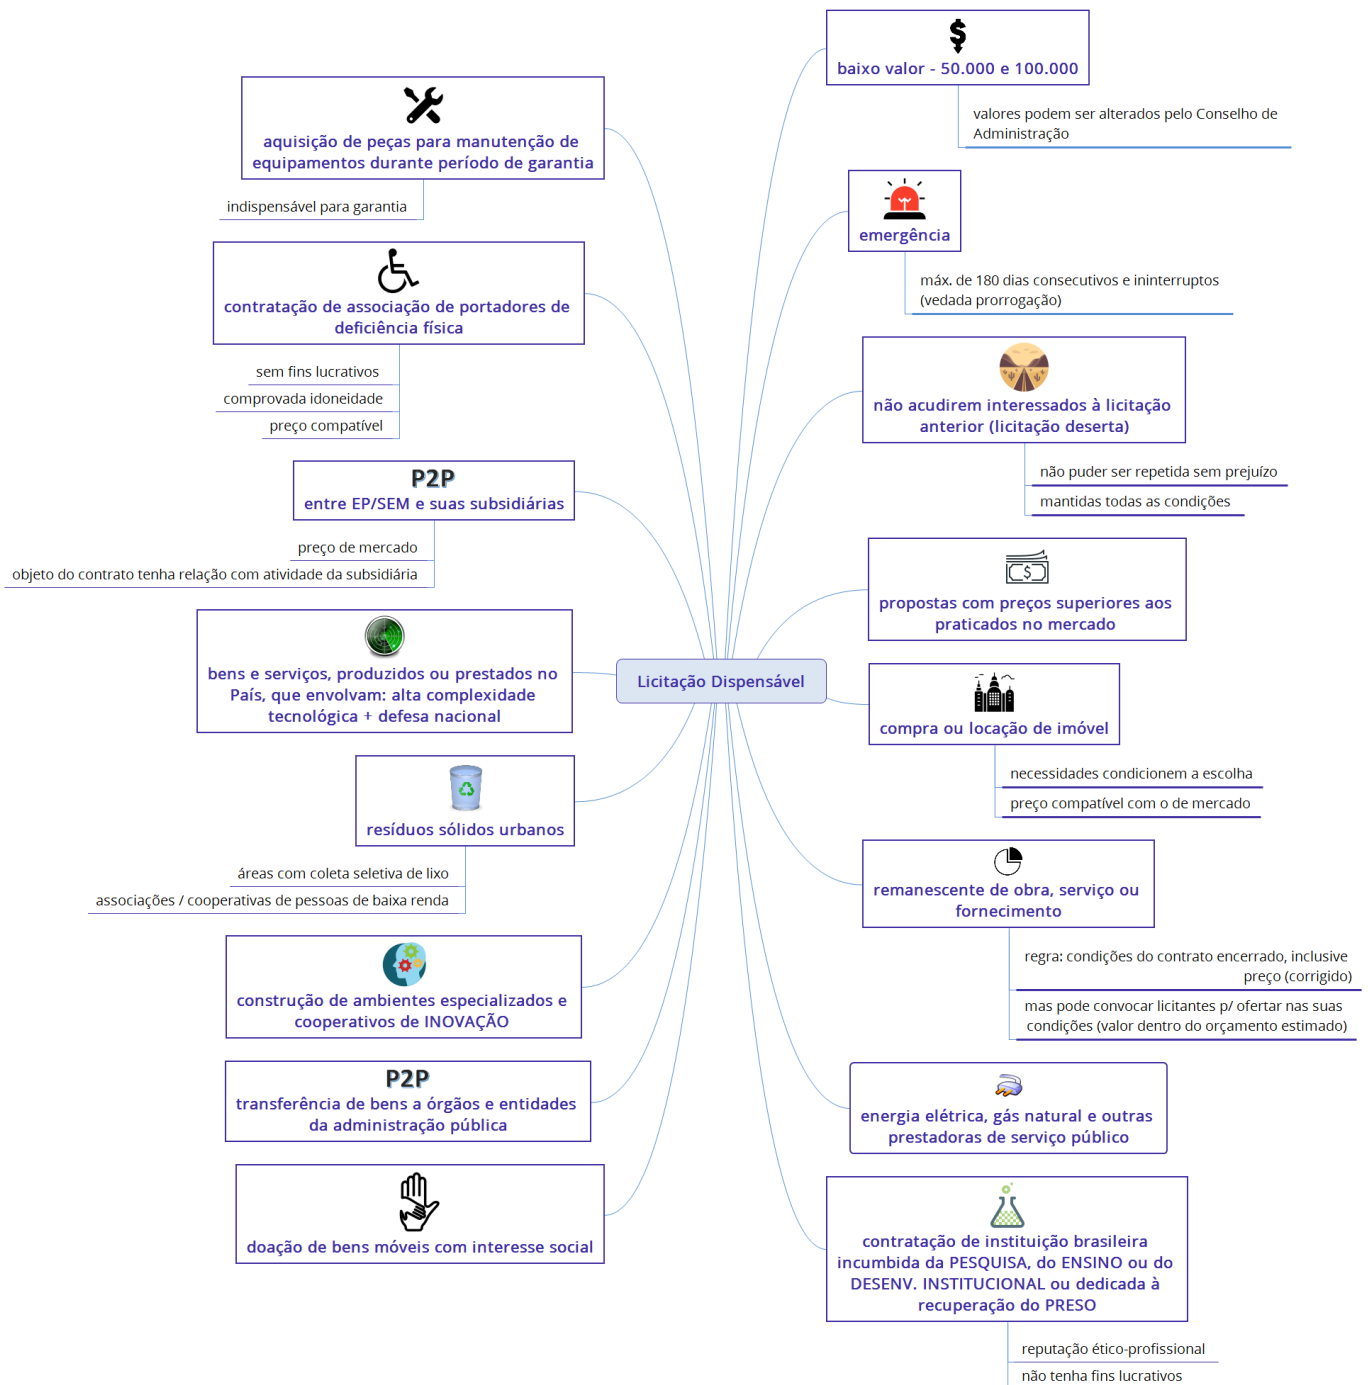 Licitação Dispensável
baixo valor - 50.000 e 100.000
valores podem ser alterados pelo Conselho de
Administração
emergência
máx. de 180 dias consecutivos e ininterruptos
(vedada prorrogação)
não acudirem interessados à licitação
anterior (licitação deserta)
não puder ser repetida sem prejuízo
mantidas todas as condições
propostas com preços superiores aos
praticados no mercado
compra ou locação de imóvel
necessidades condicionem a escolha
preço compatível com o de mercado
remanescente de obra, serviço ou
fornecimento
regra: condições do contrato encerrado, inclusive
preço (corrigido)
mas pode convocar licitantes p/ ofertar nas suas
condições (valor dentro do orçamento estimado)
energia elétrica, gás natural e outras
prestadoras de serviço público
contratação de instituição brasileira
incumbida da PESQUISA, do ENSINO ou do
DESENV. INSTITUCIONAL ou dedicada à
recuperação do PRESO
reputação ético-profissional
não tenha fins lucrativos
aquisição de peças para manutenção de
equipamentos durante período de garantia
indispensável para garantia
contratação de associação de portadores de
deficiência física
sem fins lucrativos
comprovada idoneidade
preço compatível
P2P
entre EP/SEM e suas subsidiárias
preço de mercado
objeto do contrato tenha relação com atividade da subsidiária
bens e serviços, produzidos ou prestados no
País, que envolvam: alta complexidade
tecnológica + defesa nacional
resíduos sólidos urbanos
áreas com coleta seletiva de lixo
associações / cooperativas de pessoas de baixa renda
construção de ambientes especializados e
cooperativos de INOVAÇÃO
P2P
transferência de bens a órgãos e entidades
da administração pública
doação de bens móveis com interesse social